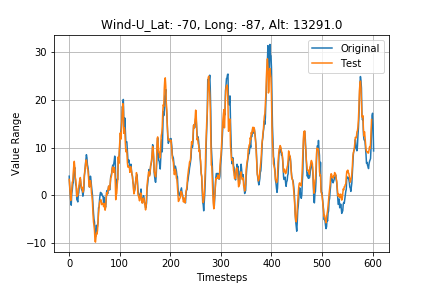 Wind-U_Lat: -70, Long: -87, Alt: 13291.0
Original
Test
Value Range
30
20
10
0
−10
0 100 200 300 400 500 600
Timesteps